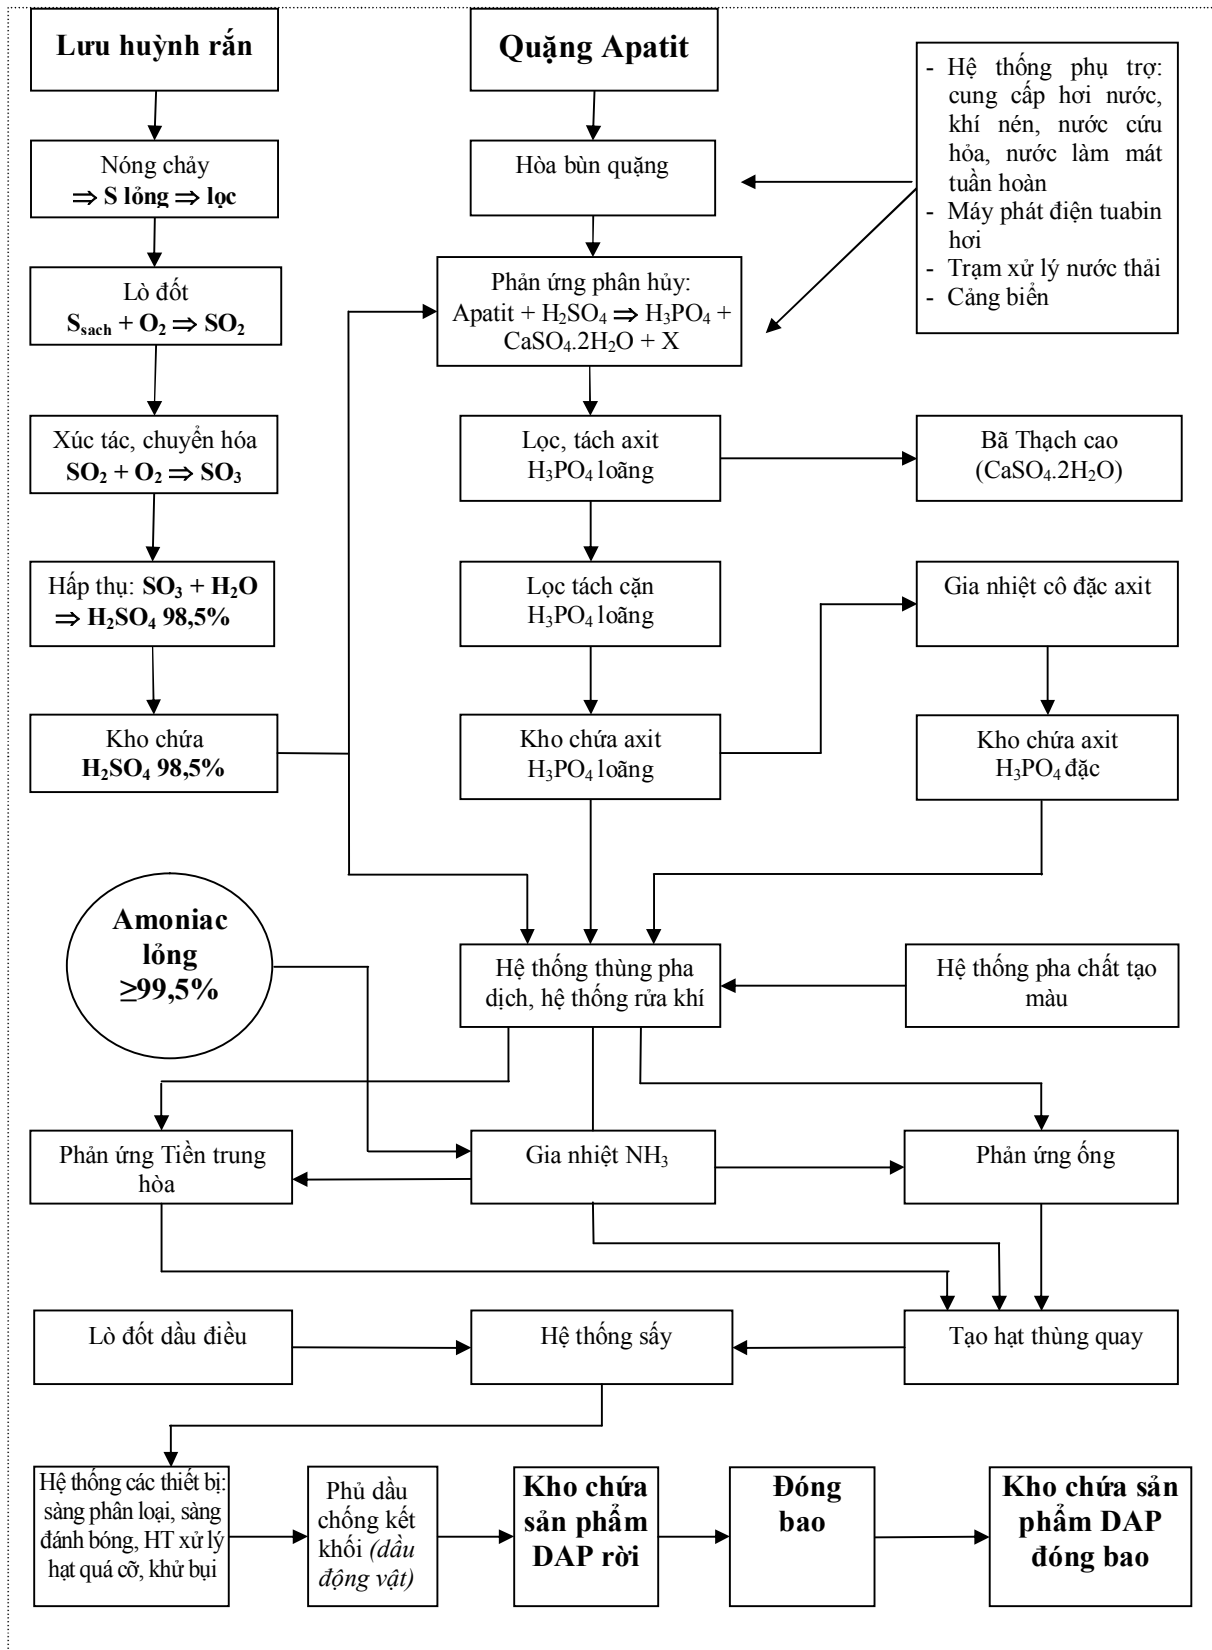 Lưu huỳnh rắn
Quặng Apatit
- Hệ thống phụ trợ:
cung cấp hơi nước,
khí nén, nước cứu
hỏa, nước làm mát
tuần hoàn
- Máy phát điện tuabin
hơi
- Trạm xử lý nước thải
- Cảng biển
Nóng chảy
⇒ S lỏng ⇒ lọc
Hòa bùn quặng
Lò đốt
Ssach + O2 ⇒ SO2
Phản ứng phân hủy:
Apatit + H2SO4 ⇒ H3PO4 +
CaSO4.2H2O + X
Xúc tác, chuyển hóa
SO2 + O2 ⇒ SO3
Lọc, tách axit
H3PO4 loãng
Bã Thạch cao
(CaSO4.2H2O)
Hấp thụ: SO3 + H2O
⇒ H2SO4 98,5%
Lọc tách cặn
H3PO4 loãng
Gia nhiệt cô đặc axit
Kho chứa
H2SO4 98,5%
Kho chứa axit
H3PO4 loãng
Kho chứa axit
H3PO4 đặc
Amoniac
lỏng
≥99,5%
Hệ thống thùng pha
dịch, hệ thống rửa khí
Hệ thống pha chất tạo
màu
Phản ứng Tiền trung
hòa
Gia nhiệt NH3
Phản ứng ống
Lò đốt dầu điều
Hệ thống sấy
Tạo hạt thùng quay
Hệ thống các thiết bị:
sàng phân loại, sàng
đánh bóng, HT xử lý
hạt quá cỡ, khử bụi
Phủ dầu
chống kết
khối (dầu
động vật)
Kho chứa
sản phẩm
DAP rời
Đóng
bao
Kho chứa sản
phẩm DAP
đóng bao